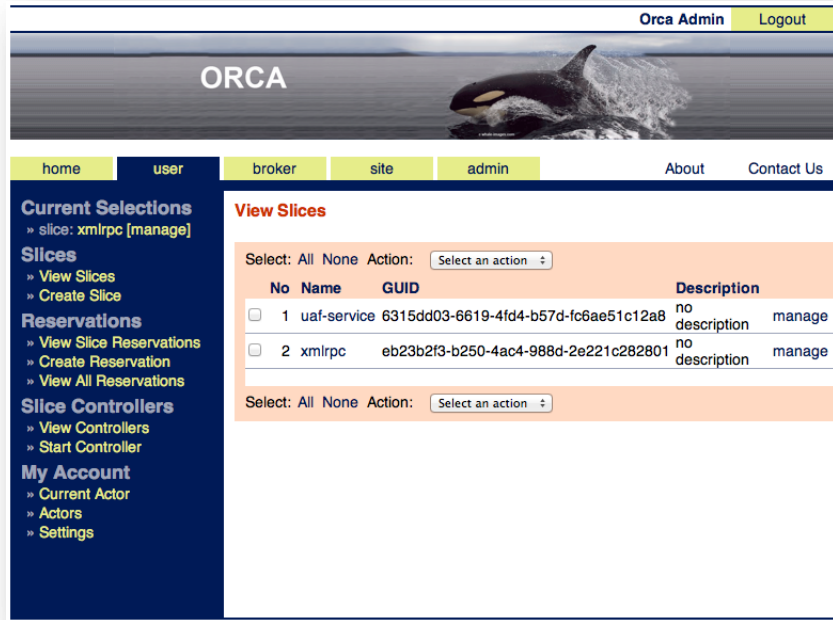 Orca Admin Logout
ORCA
home user broker site admin About Contact Us
Current Selections
» slice: xmlrpc [manage]
Slices
» View Slices
» Create Slice
Reservations
» View Slice Reservations
» Create Reservation
» View All Reservations
Slice Controllers
» View Controllers
» Start Controller
My Account
» Current Actor
» Actors
» Settings
View Slices
Select: All None Action: Select an action
No Name GUID Description
1 uaf-service 6315dd03-6619-4fd4-b57d-fc6ae51c12a8 no description manage
2 xmlrpc eb23b2f3-b250-4ac4-988d-2e221c282801 no description manage
Select: All None Action: Select an action